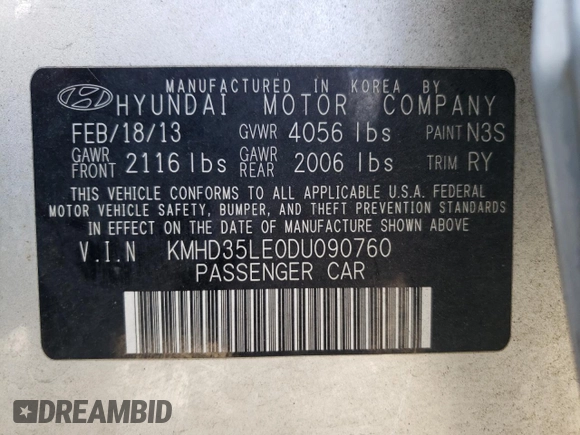 MANUFACTURED IN KOREA BY
HYUNDAI MOTOR COMPANY
FEB/18/13 GVWR 4056 lbs PAINT N3S
GAWR FRONT 2116 lbs GAWR REAR 2006 lbs TRIM RY
THIS VEHICLE CONFORMS TO ALL APPLICABLE U.S.A. FEDERAL
MOTOR VEHICLE SAFETY, BUMPER, AND THEFT PREVENTION STANDARDS
IN EFFECT ON THE DATE OF MANUFACTURE SHOWN ABOVE
V.I.N KMHD35LE0DU090760
PASSENGER CAR
DREAMBID